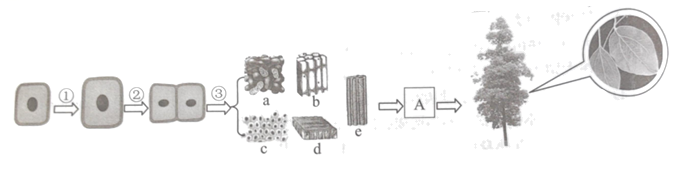 ① ② ③
a b
c d e
A